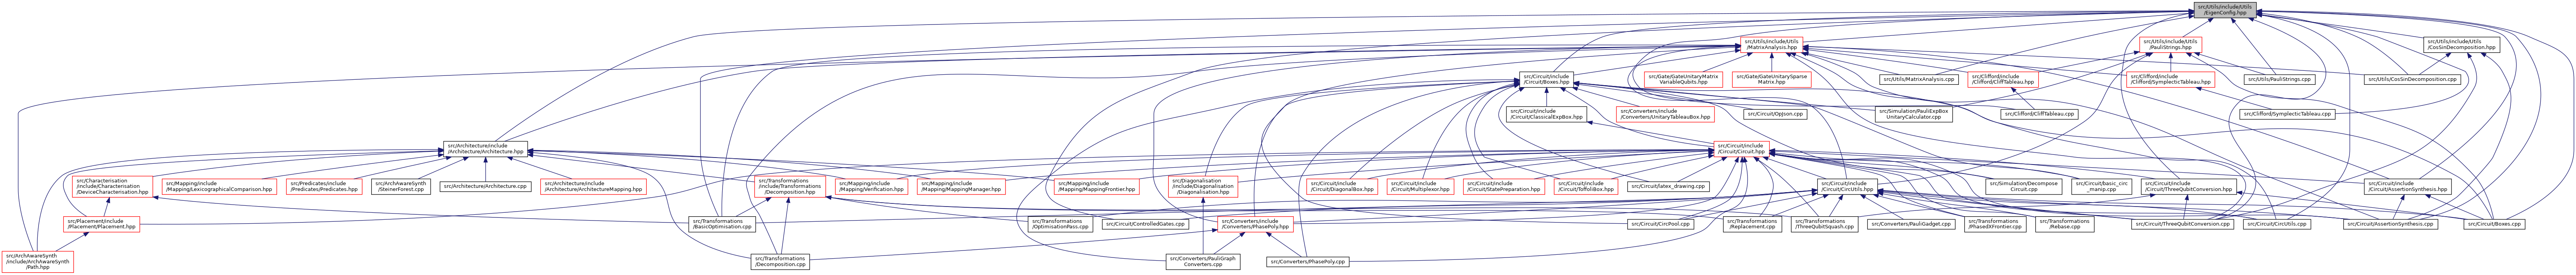 src/Utils/include/Utils
/EigenConfig.hpp
src/Utils/include/Utils
/MatrixAnalysis.hpp
src/Utils/include/Utils
/PauliStrings.hpp
src/Utils/include/Utils
/CosSinDecomposition.hpp
src/Circuit/include
/Circuit/Boxes.hpp
src/Gate/GateUnitaryMatrix
VariableQubits.hpp
src/Gate/GateUnitarySparse
Matrix.hpp
src/Utils/MatrixAnalysis.cpp
src/Clifford/include
/Clifford/CliffTableau.hpp
src/Clifford/include
/Clifford/SymplecticTableau.hpp
src/Utils/PauliStrings.cpp
src/Utils/CosSinDecomposition.cpp
src/Circuit/include
/Circuit/ClassicalExpBox.hpp
src/Converters/include
/Converters/UnitaryTableauBox.hpp
src/Circuit/OpJson.cpp
src/Simulation/PauliExpBox
UnitaryCalculator.cpp
src/Clifford/CliffTableau.cpp
src/Clifford/SymplecticTableau.cpp
src/Architecture/include
/Architecture/Architecture.hpp
src/Circuit/include
/Circuit/Circuit.hpp
src/Characterisation
/include/Characterisation
/DeviceCharacterisation.hpp
src/Mapping/include
/Mapping/LexicographicalComparison.hpp
src/Predicates/include
/Predicates/Predicates.hpp
src/ArchAwareSynth
/SteinerForest.cpp
src/Architecture/Architecture.cpp
src/Architecture/include
/Architecture/ArchitectureMapping.hpp
src/Transformations
/include/Transformations
/Decomposition.hpp
src/Mapping/include
/Mapping/Verification.hpp
src/Mapping/include
/Mapping/MappingManager.hpp
src/Mapping/include
/Mapping/MappingFrontier.hpp
src/Diagonalisation
/include/Diagonalisation
/Diagonalisation.hpp
src/Circuit/include
/Circuit/DiagonalBox.hpp
src/Circuit/include
/Circuit/Multiplexor.hpp
src/Circuit/include
/Circuit/StatePreparation.hpp
src/Circuit/include
/Circuit/ToffoliBox.hpp
src/Circuit/latex_drawing.cpp
src/Circuit/include
/Circuit/CircUtils.hpp
src/Simulation/Decompose
Circuit.cpp
src/Circuit/basic_circ
_manip.cpp
src/Circuit/include
/Circuit/ThreeQubitConversion.hpp
src/Circuit/include
/Circuit/AssertionSynthesis.hpp
src/Placement/include
/Placement/Placement.hpp
src/Transformations
/BasicOptimisation.cpp
src/Transformations
/OptimisationPass.cpp
src/Circuit/ControlledGates.cpp
src/Converters/include
/Converters/PhasePoly.hpp
src/Circuit/CircPool.cpp
src/Transformations
/Replacement.cpp
src/Transformations
/ThreeQubitSquash.cpp
src/Converters/PauliGadget.cpp
src/Transformations
/PhasedXFrontier.cpp
src/Transformations
/Rebase.cpp
src/Circuit/ThreeQubitConversion.cpp
src/Circuit/CircUtils.cpp
src/Circuit/AssertionSynthesis.cpp
src/Circuit/Boxes.cpp
src/ArchAwareSynth
/include/ArchAwareSynth
/Path.hpp
src/Transformations
/Decomposition.cpp
src/Converters/PauliGraph
Converters.cpp
src/Converters/PhasePoly.cpp